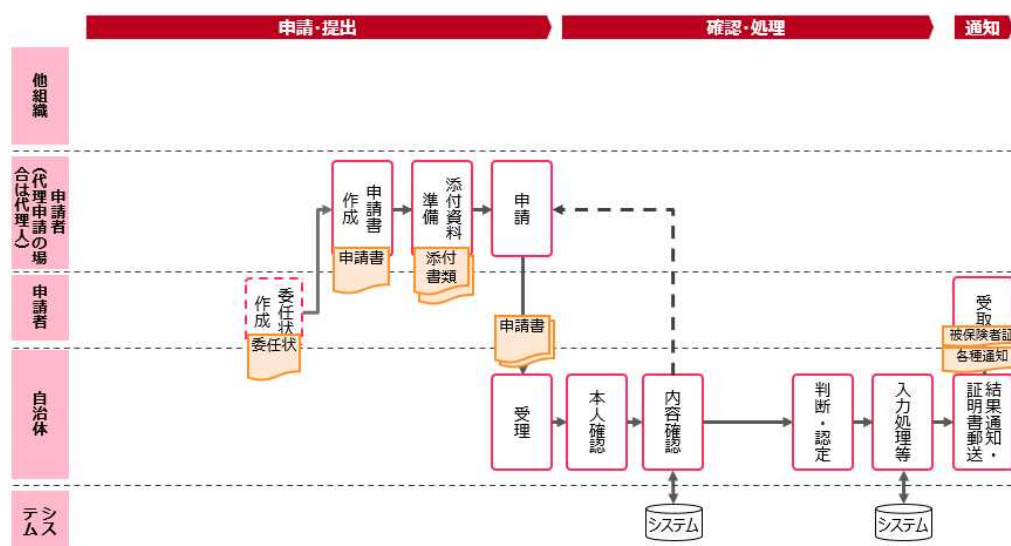 申請・提出
確認・処理
通知
他組織
申請者
(代理申請の場
合は代理人)
申請書
作成
添付資料
準備
申請
申請書
添付
書類
申請者
委任状
作成
委任状
申請書
受取
被保険者証
各種通知
自治体
受理
本人確認
内容確認
判断・認定
入力処理等
結果通知・
証明書郵送
シス
テム
システム
システム